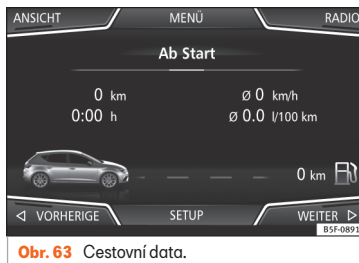 ANSICHT MENÜ RADIO
Ab Start
0 km Ø 0 km/h
0:00 h Ø 0.0 l/100 km
0 km
◁ VORHERIGE SETUP WEITER ▷
B5F-0891
Obr. 63 Cestovní data.